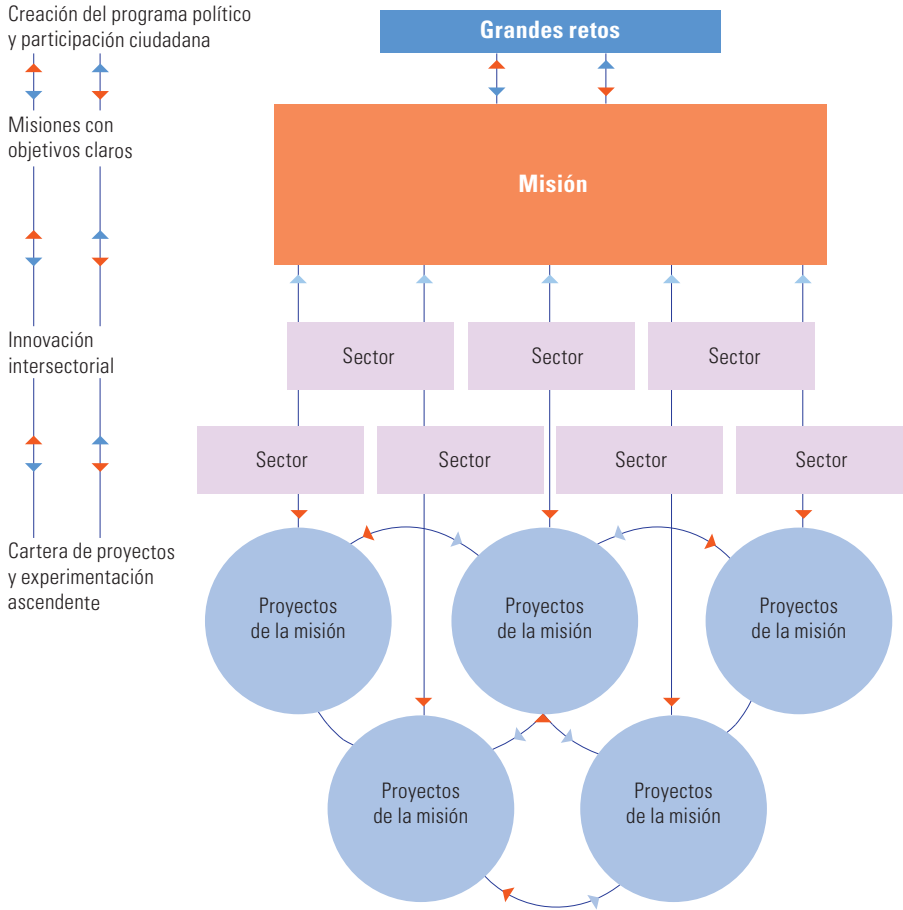 Creación del programa político
y participación ciudadana
Grandes retos
Misiones con
objetivos claros
Misión
Innovación
intersectorial
Sector
Sector
Sector
Sector
Sector
Sector
Sector
Cartera de proyectos
y experimentación
ascendente
Proyectos
de la misión
Proyectos
de la misión
Proyectos
de la misión
Proyectos
de la misión
Proyectos
de la misión